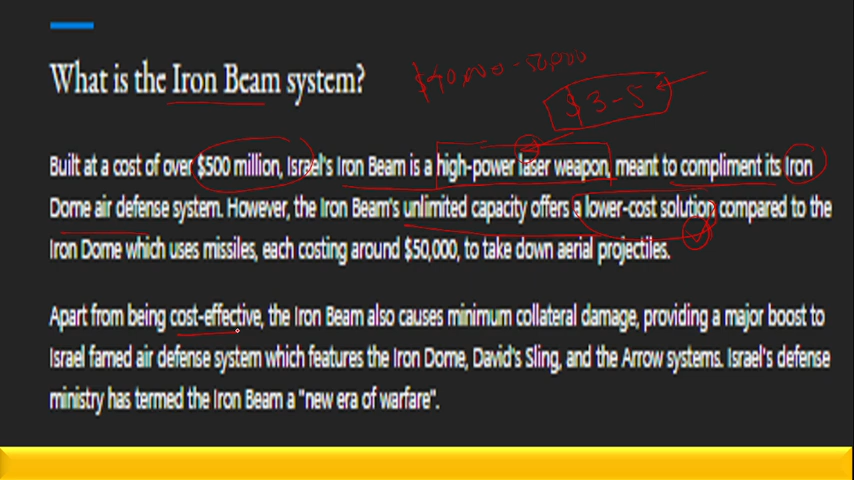 What is the Iron Beam system?
$40,000 - 50,000
$3-5
Built at a cost of over $500 million, Israel's Iron Beam is a high-power laser weapon, meant to compliment its Iron
Dome air defense system. However, the Iron Beam's unlimited capacity offers a lower-cost solution compared to the
Iron Dome which uses missiles, each costing around $50,000, to take down aerial projectiles.
Apart from being cost-effective, the Iron Beam also causes minimum collateral damage, providing a major boost to
Israel famed air defense system which features the Iron Dome, David's Sling, and the Arrow systems. Israel's defense
ministry has termed the Iron Beam a "new era of warfare".